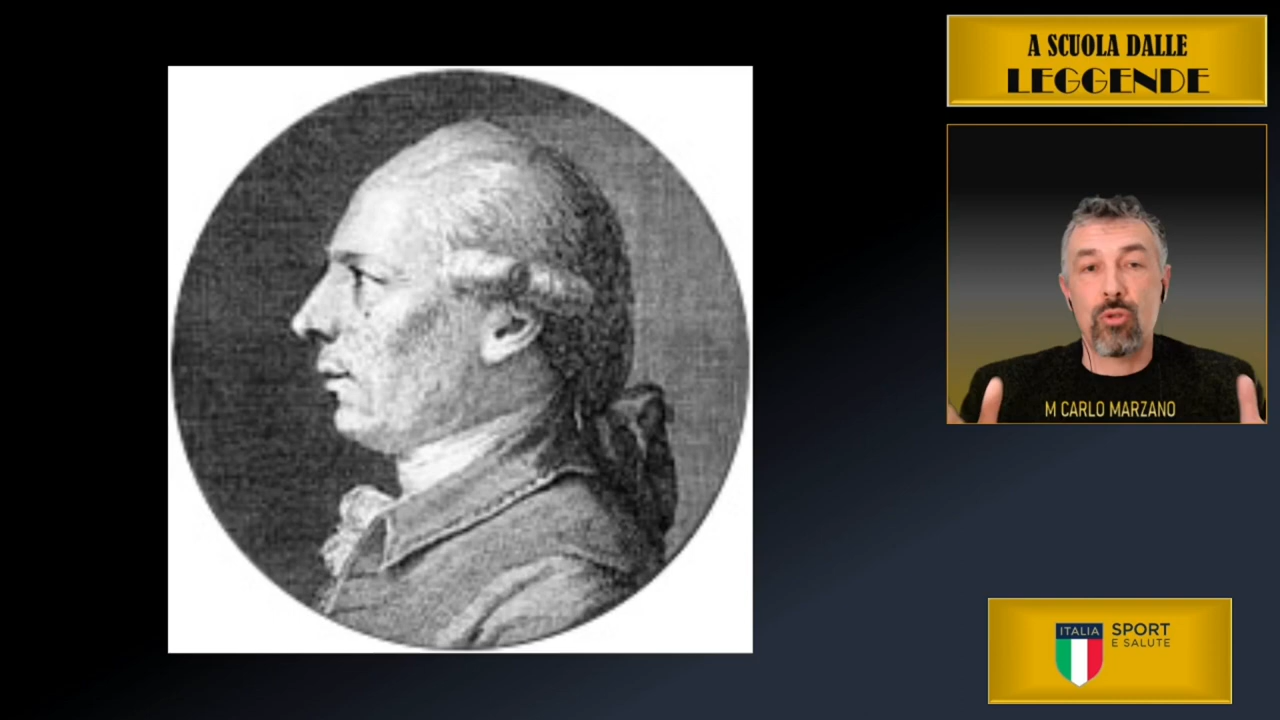 A SCUOLA DALLE
LEGGENDE
M CARLO MARZANO
ITALIA
SPORT
E SALUTE